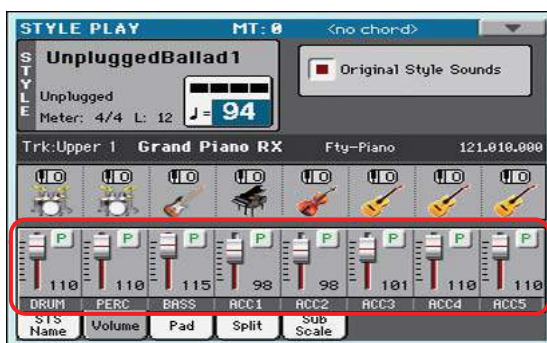 STYLE PLAY MT: 0 <no chord>
STYLE
UnpluggedBallad1
Original Style Sounds
Unplugged
Meter: 4/4 L: 12 ♩= 94
Trk:Upper 1 Grand Piano RX Fty-Piano 121.010.000
P P P P P P P P
110 110 115 98 98 101 110 110
DRUM PERC BASS ACC1 ACC2 ACC3 ACC4 ACC5
STS Name Volume Pad Split Sub Scale